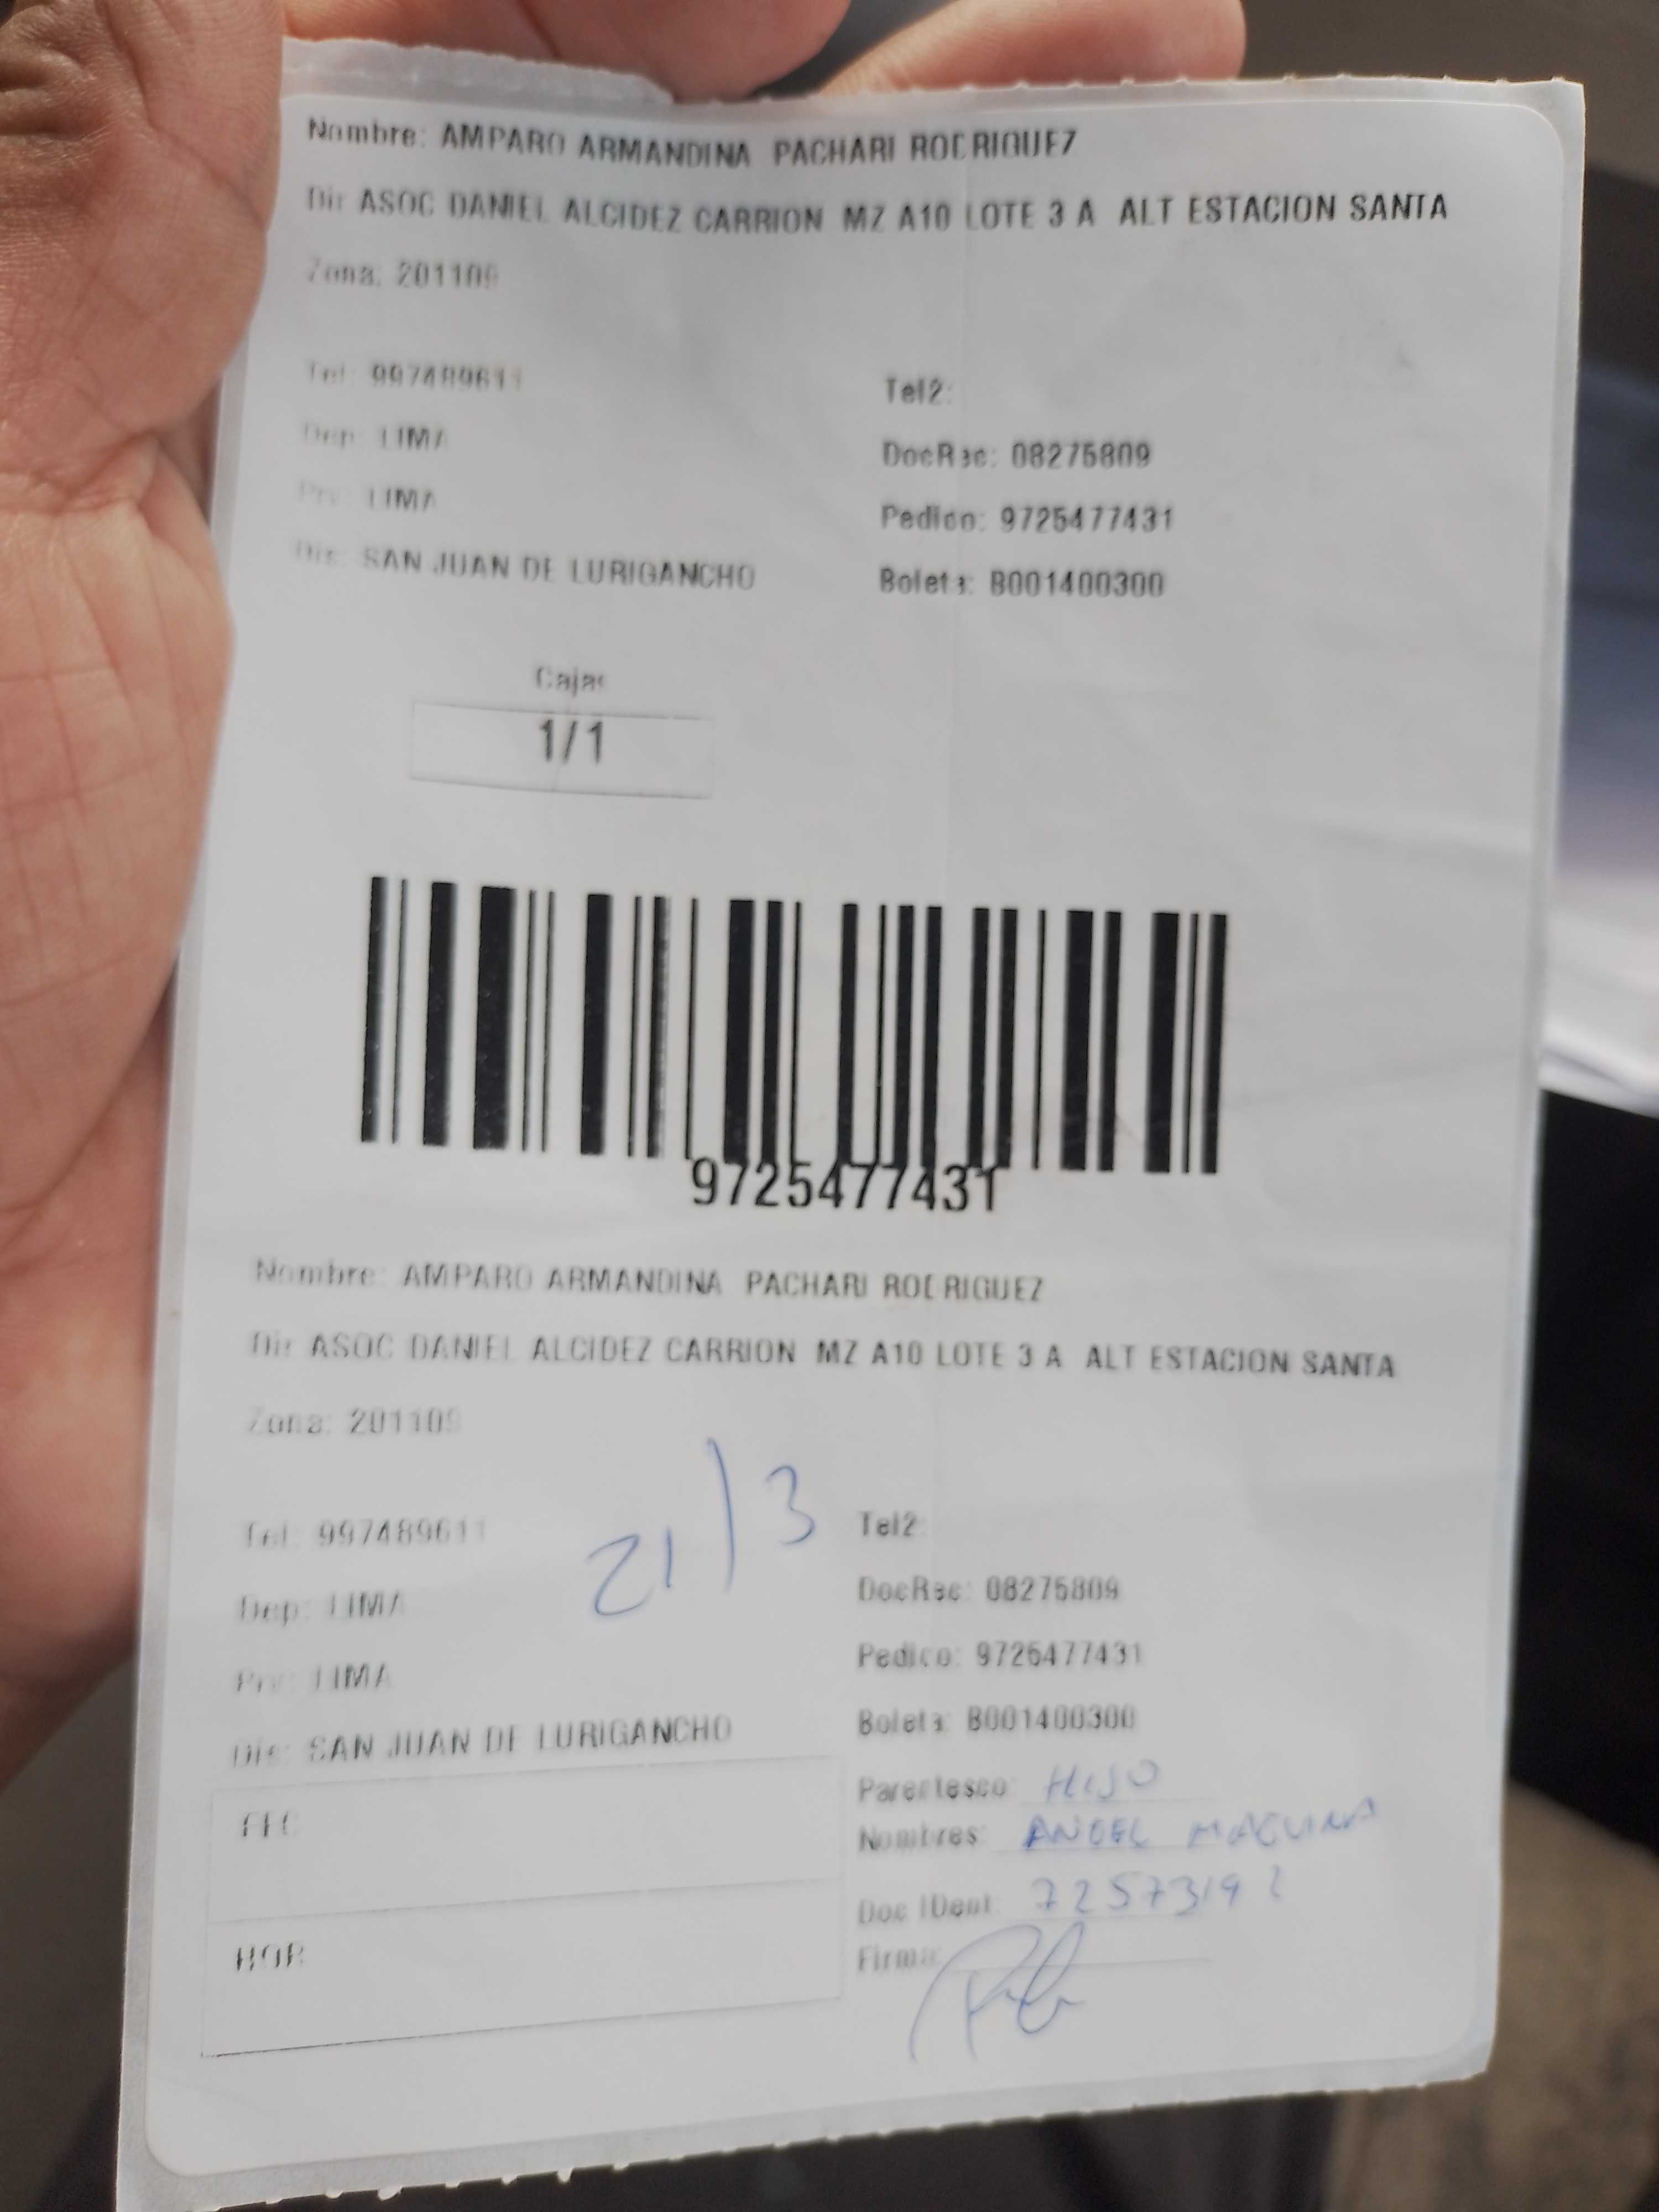 Nombre: AMPARO ARMANDINA PACHARI RODRIGUEZ
Dir ASOC DANIEL ALCIDEZ CARRION MZ A10 LOTE 3 A ALT ESTACION SANTA
Zona: 201109
Tel: 997489611 Tel2:
Dep: LIMA DocRec: 08275809
Prv: LIMA Pedido: 9725477431
Dis: SAN JUAN DE LURIGANCHO Boleta: B001400300
Cajas
1/1
9725477431
Nombre: AMPARO ARMANDINA PACHARI RODRIGUEZ
Dir ASOC DANIEL ALCIDEZ CARRION MZ A10 LOTE 3 A ALT ESTACION SANTA
Zona: 201109
21/3
Tel: 997489611 Tel2:
Dep: LIMA DocRec: 08275809
Prv: LIMA Pedido: 9725477431
Dis: SAN JUAN DE LURIGANCHO Boleta: B001400300
Parentesco: HIJO
FEC Nombres: ANGEL
Doc IDent: 72573192
HOR Firma: